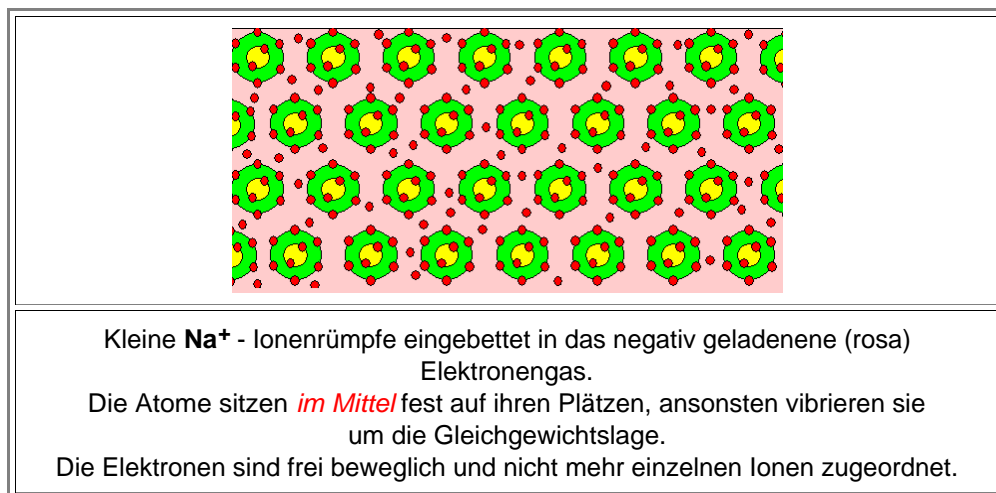 Kleine Na+ - Ionenrümpfe eingebettet in das negativ geladenene (rosa)
Elektronengas.
Die Atome sitzen im Mittel fest auf ihren Plätzen, ansonsten vibrieren sie
um die Gleichgewichtslage.
Die Elektronen sind frei beweglich und nicht mehr einzelnen Ionen zugeordnet.